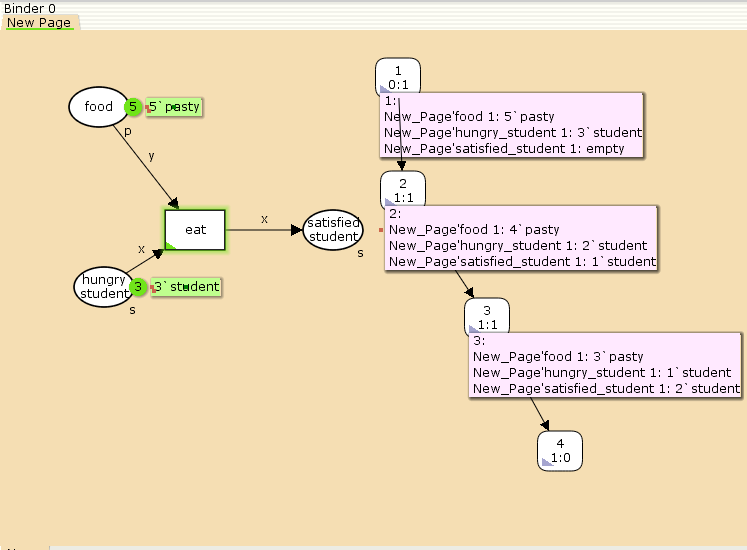 Binder 0
New Page
food
5
5`pasty
p
y
x
eat
x
satisfied
student
s
hungry
student
3
3`student
s
1
0:1
1:
New_Page'food 1: 5`pasty
New_Page'hungry_student 1: 3`student
New_Page'satisfied_student 1: empty
2
1:1
2:
New_Page'food 1: 4`pasty
New_Page'hungry_student 1: 2`student
New_Page'satisfied_student 1: 1`student
3
1:1
3:
New_Page'food 1: 3`pasty
New_Page'hungry_student 1: 1`student
New_Page'satisfied_student 1: 2`student
4
1:0